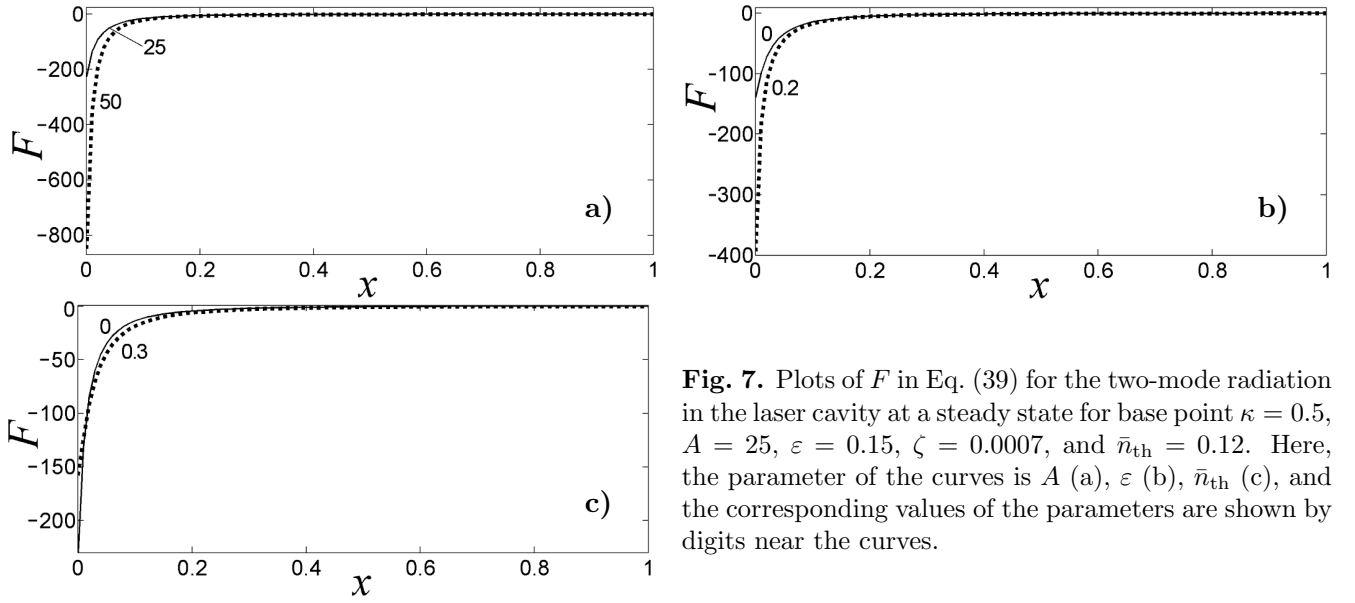 0
−200
−400
−600
−800
F
25
50
a)
0
0.2
0.4
0.6
0.8
1
x
0
−100
−200
−300
−400
F
0
0.2
b)
0
0.2
0.4
0.6
0.8
1
x
0
−50
−100
−150
−200
F
0
0.3
c)
0
0.2
0.4
0.6
0.8
1
x
Fig. 7. Plots of F in Eq. (39) for the two-mode radiation
in the laser cavity at a steady state for base point κ = 0.5,
A = 25, ε = 0.15, ζ = 0.0007, and n̄th = 0.12. Here,
the parameter of the curves is A (a), ε (b), n̄th (c), and
the corresponding values of the parameters are shown by
digits near the curves.